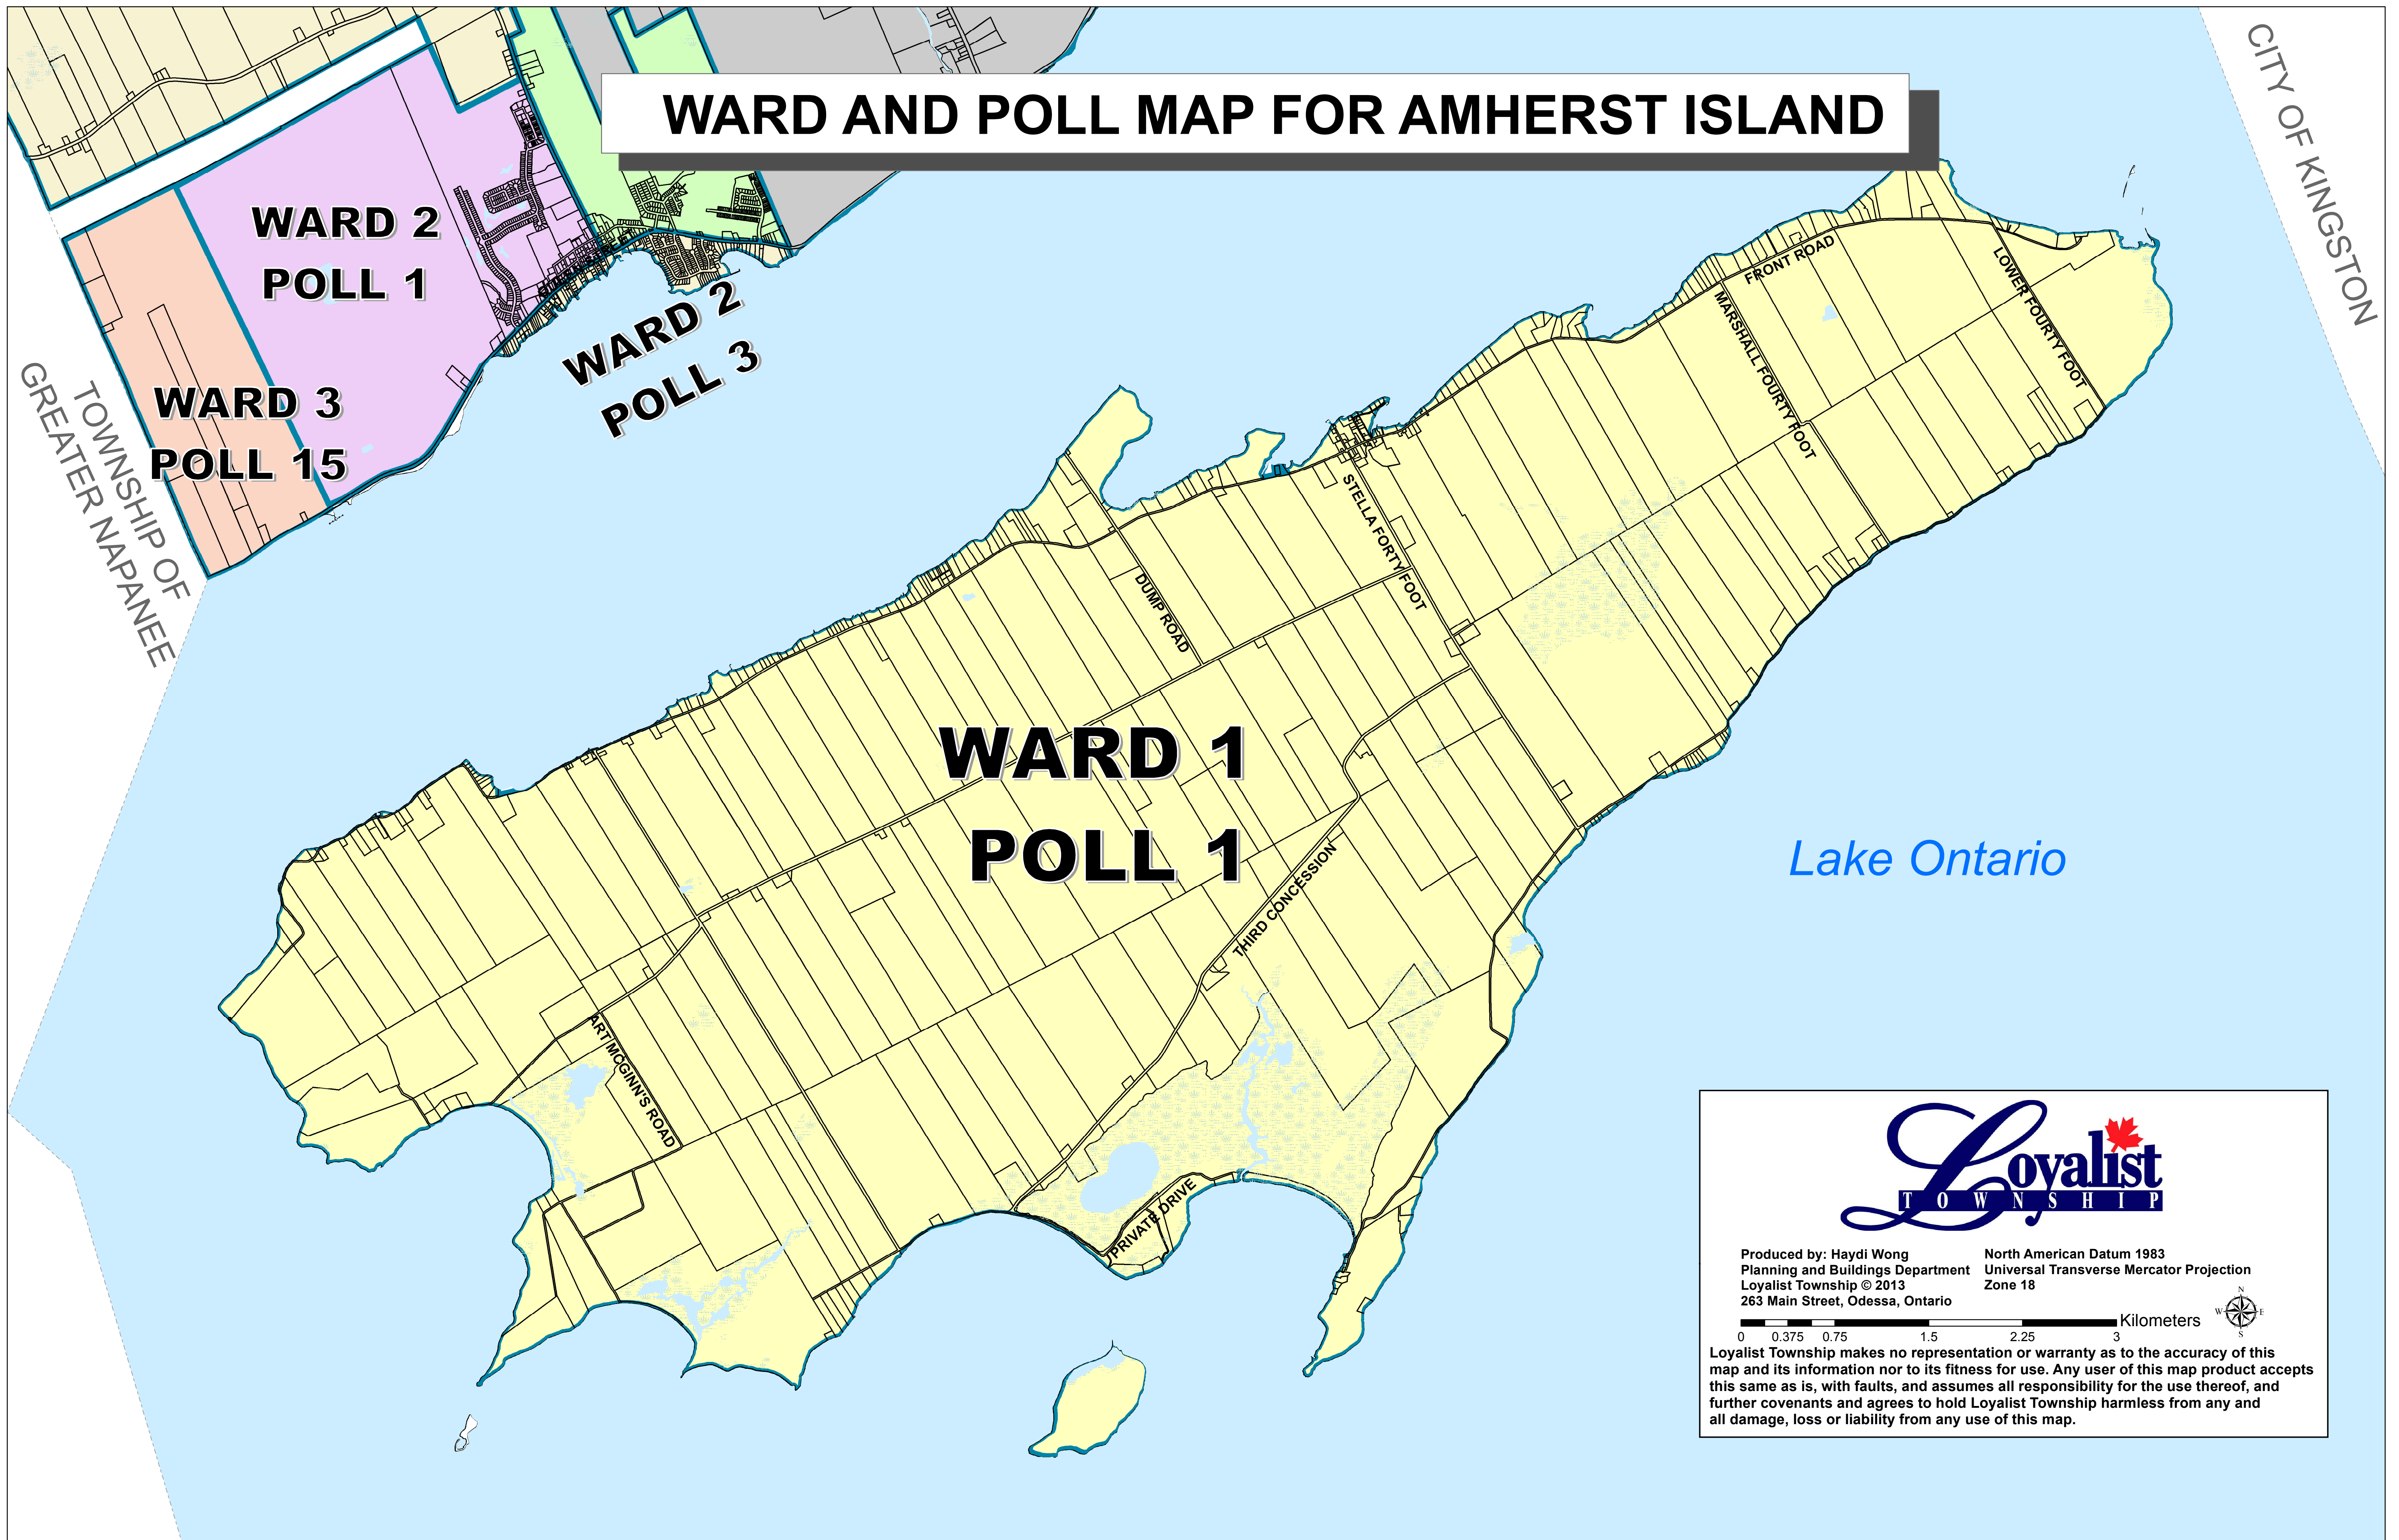 WARD AND POLL MAP FOR AMHERST ISLAND
CITY OF KINGSTON
WARD 2
POLL 1
WARD 2
POLL 3
WARD 3
POLL 15
TOWNSHIP OF
GREATER NAPANEE
FRONT ROAD
LOWER FOURTY FOOT
MARSHALL FOURTY FOOT
STELLA FORTY FOOT
DUMP ROAD
WARD 1
POLL 1
THIRD CONCESSION
Lake Ontario
ART MCGINN'S ROAD
PRIVATE DRIVE
Loyalist
TOWNSHIP
Produced by: Haydi Wong
Planning and Buildings Department
Loyalist Township © 2013
263 Main Street, Odessa, Ontario
North American Datum 1983
Universal Transverse Mercator Projection
Zone 18
N
W E
S
Kilometers
0 0.375 0.75 1.5 2.25 3
Loyalist Township makes no representation or warranty as to the accuracy of this
map and its information nor to its fitness for use. Any user of this map product accepts
this same as is, with faults, and assumes all responsibility for the use thereof, and
further covenants and agrees to hold Loyalist Township harmless from any and
all damage, loss or liability from any use of this map.